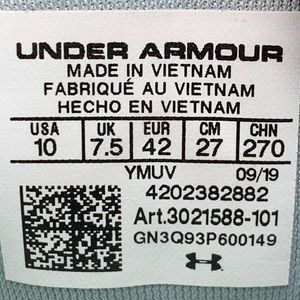 UNDER ARMOUR
MADE IN VIETNAM
FABRIQUÉ AU VIETNAM
HECHO EN VIETNAM
USA UK EUR CM CHN
10 7.5 42 27 270
YMUV 09/19
4202382882
Art.3021588-101
GN3Q93P600149